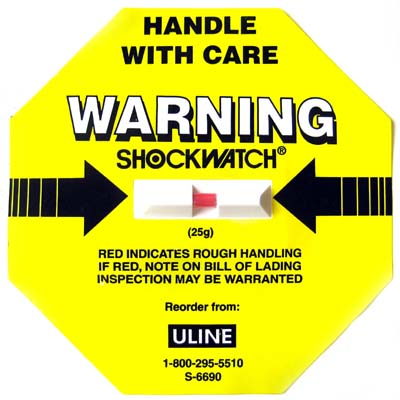 HANDLE
WITH CARE
WARNING
SHOCKWATCH®
(25g)
RED INDICATES ROUGH HANDLING
IF RED, NOTE ON BILL OF LADING
INSPECTION MAY BE WARRANTED
Reorder from:
ULINE
1-800-295-5510
S-6690